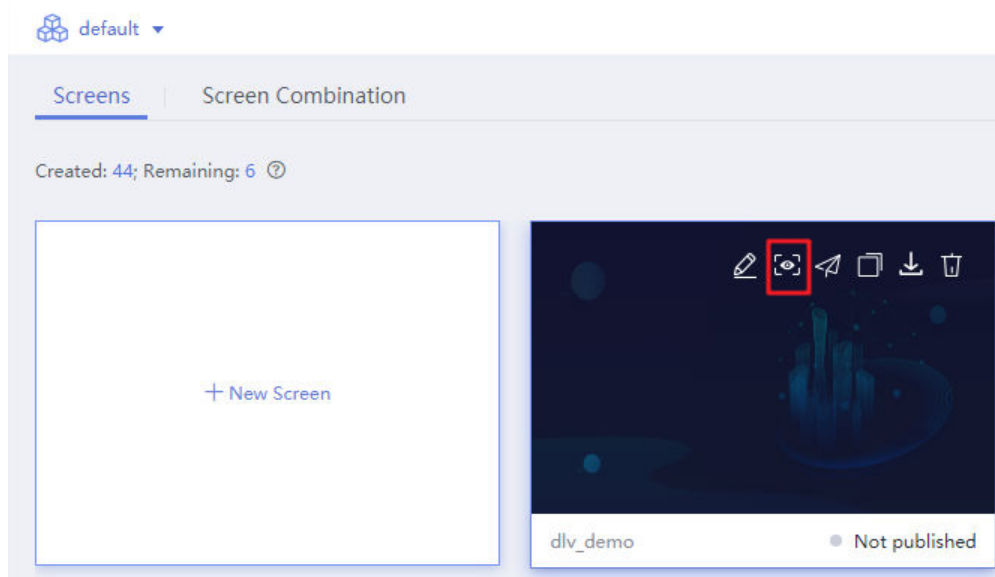 default
Screens
Screen Combination
Created: 44; Remaining: 6
+ New Screen
dlv_demo
Not published